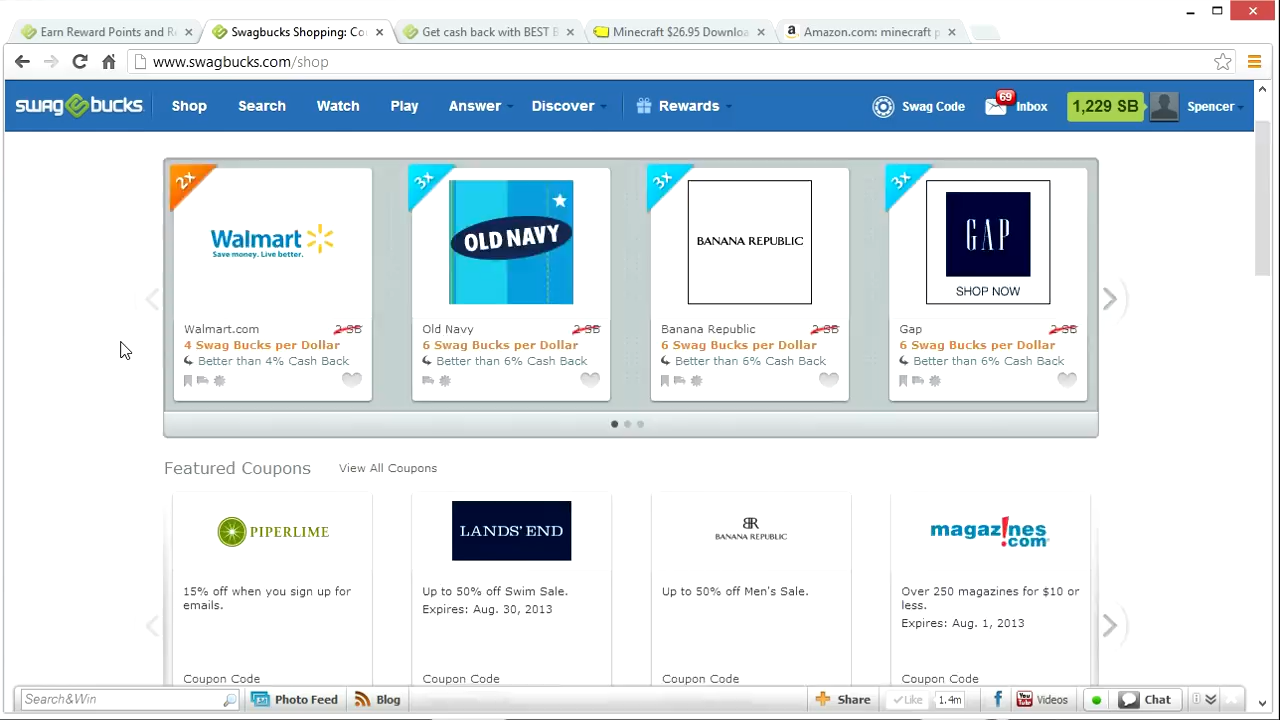 Earn Reward Points and R
Swagbucks Shopping: Co
Get cash back with BEST B
Minecraft $26.95 Downloa
Amazon.com: minecraft p
www.swagbucks.com/shop
swagbucks
Shop
Search
Watch
Play
Answer
Discover
Rewards
Swag Code
69
Inbox
1,229 SB
Spencer
2x
Walmart
Save money. Live better.
Walmart.com
2 SB
4 Swag Bucks per Dollar
Better than 4% Cash Back
3x
OLD NAVY
Old Navy
2 SB
6 Swag Bucks per Dollar
Better than 6% Cash Back
3x
BANANA REPUBLIC
Banana Republic
2 SB
6 Swag Bucks per Dollar
Better than 6% Cash Back
3x
GAP
SHOP NOW
Gap
2 SB
6 Swag Bucks per Dollar
Better than 6% Cash Back
Featured Coupons
View All Coupons
PIPERLIME
15% off when you sign up for
emails.
Coupon Code
LANDS' END
Up to 50% off Swim Sale.
Expires: Aug. 30, 2013
Coupon Code
BR
BANANA REPUBLIC
Up to 50% off Men's Sale.
Coupon Code
magazines
.com
Over 250 magazines for $10 or
less.
Expires: Aug. 1, 2013
Coupon Code
Search&Win
Photo Feed
Blog
Share
Like
1.4m
f
You
Tube
Videos
Chat